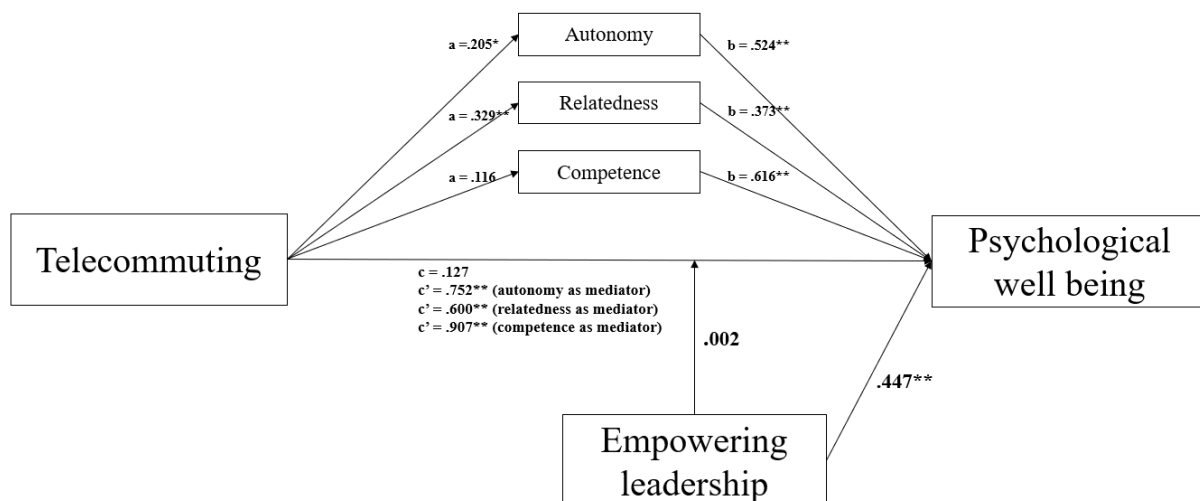 Autonomy
a =.205*
b = .524**
Relatedness
a = .329**
b = .373**
Competence
a = .116
b = .616**
Telecommuting
Psychological
well being
c = .127
c’ = .752** (autonomy as mediator)
c’ = .600** (relatedness as mediator)
c’ = .907** (competence as mediator)
.002
.447**
Empowering
leadership